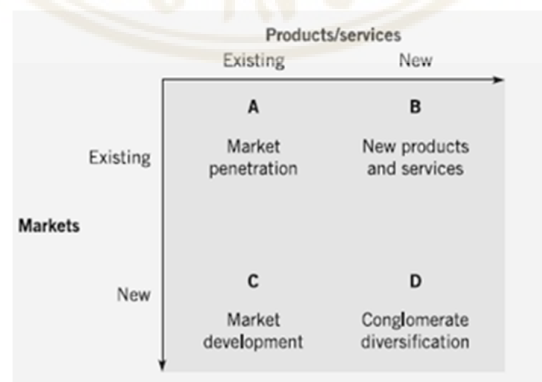 Products/services
Existing New
A B
Market New products
Existing
penetration and services
Markets
C D
New
Market Conglomerate
development diversification